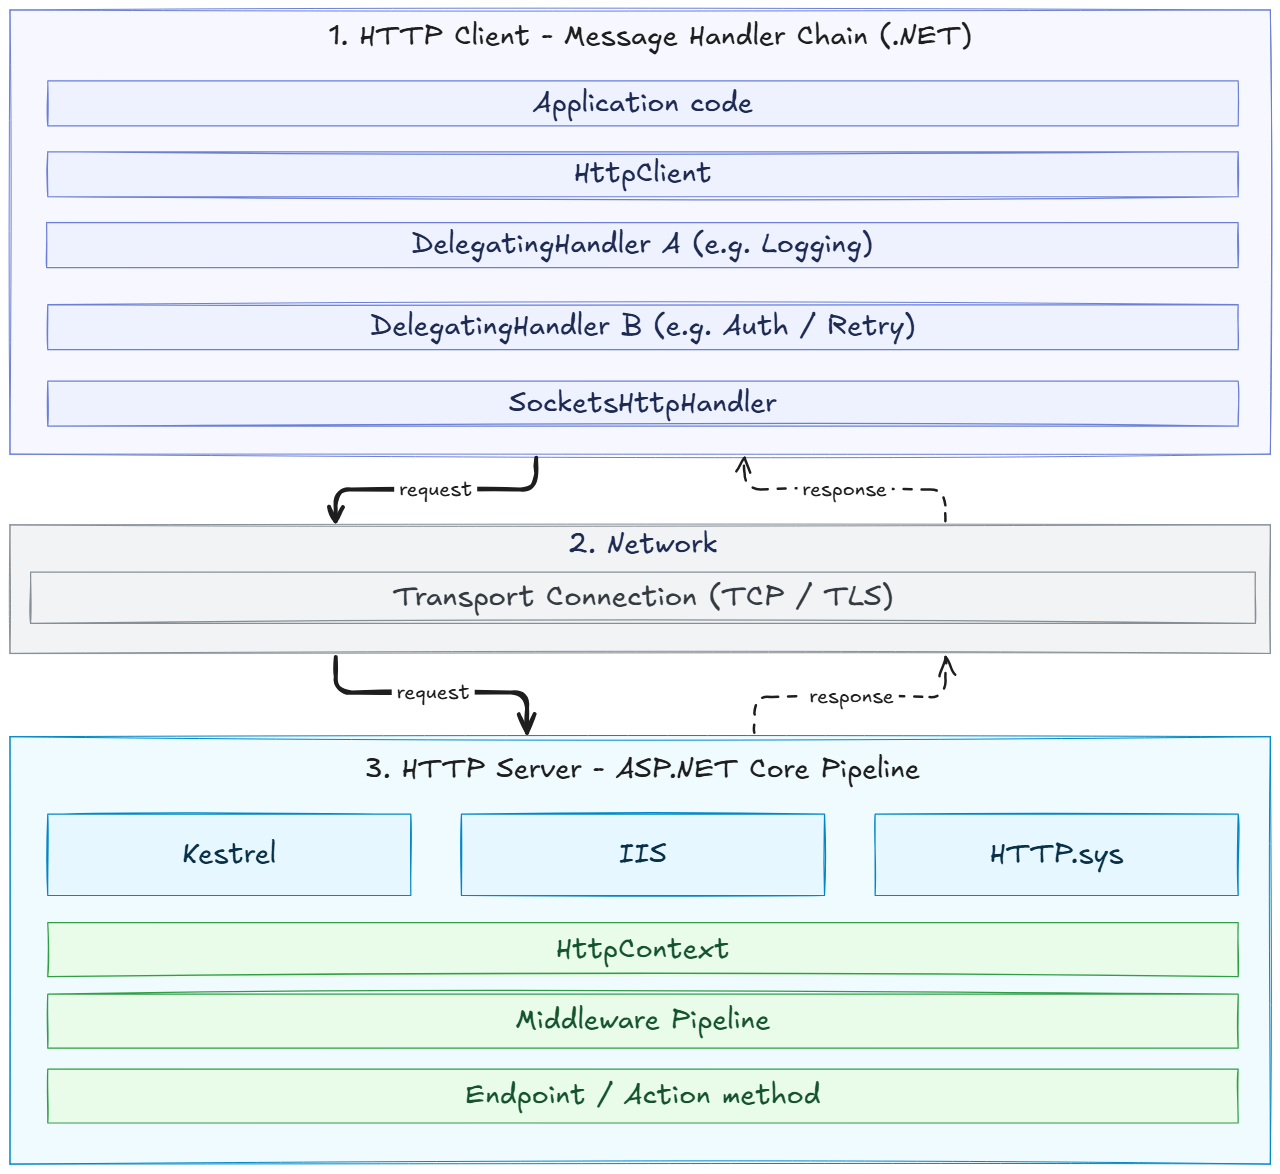 1. HTTP Client - Message Handler Chain (.NET)
Application code
HttpClient
DelegatingHandler A (e.g. Logging)
DelegatingHandler B (e.g. Auth / Retry)
SocketsHttpHandler
request
response
2. Network
Transport Connection (TCP / TLS)
request
response
3. HTTP Server - ASP.NET Core Pipeline
Kestrel
IIS
HTTP.sys
HttpContext
Middleware Pipeline
Endpoint / Action method